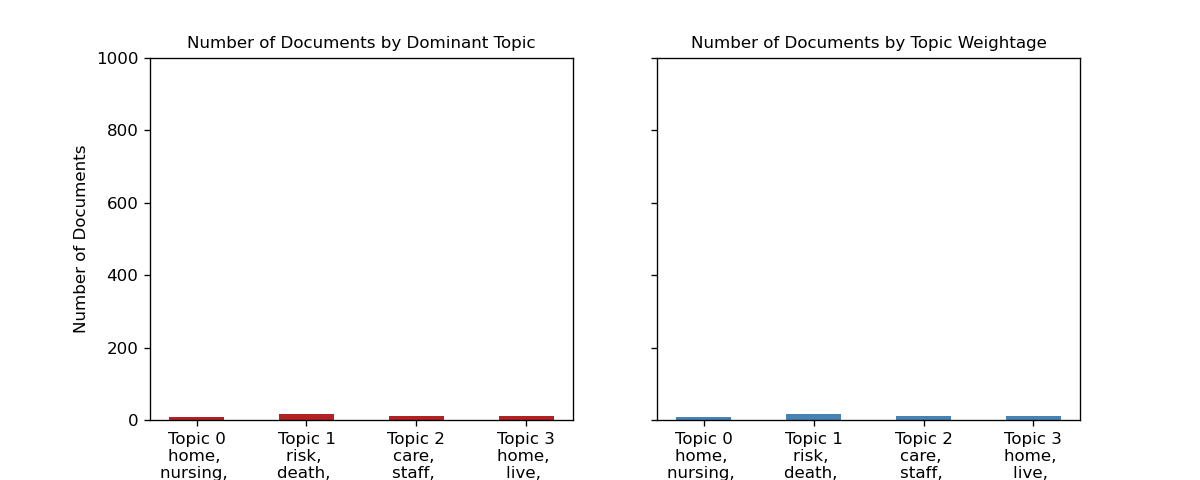 Number of Documents by Dominant Topic
Number of Documents
1000
800
600
400
200
0
Topic 0
home,
nursing,
Topic 1
risk,
death,
Topic 2
care,
staff,
Topic 3
home,
live,
Number of Documents by Topic Weightage
Topic 0
home,
nursing,
Topic 1
risk,
death,
Topic 2
care,
staff,
Topic 3
home,
live,